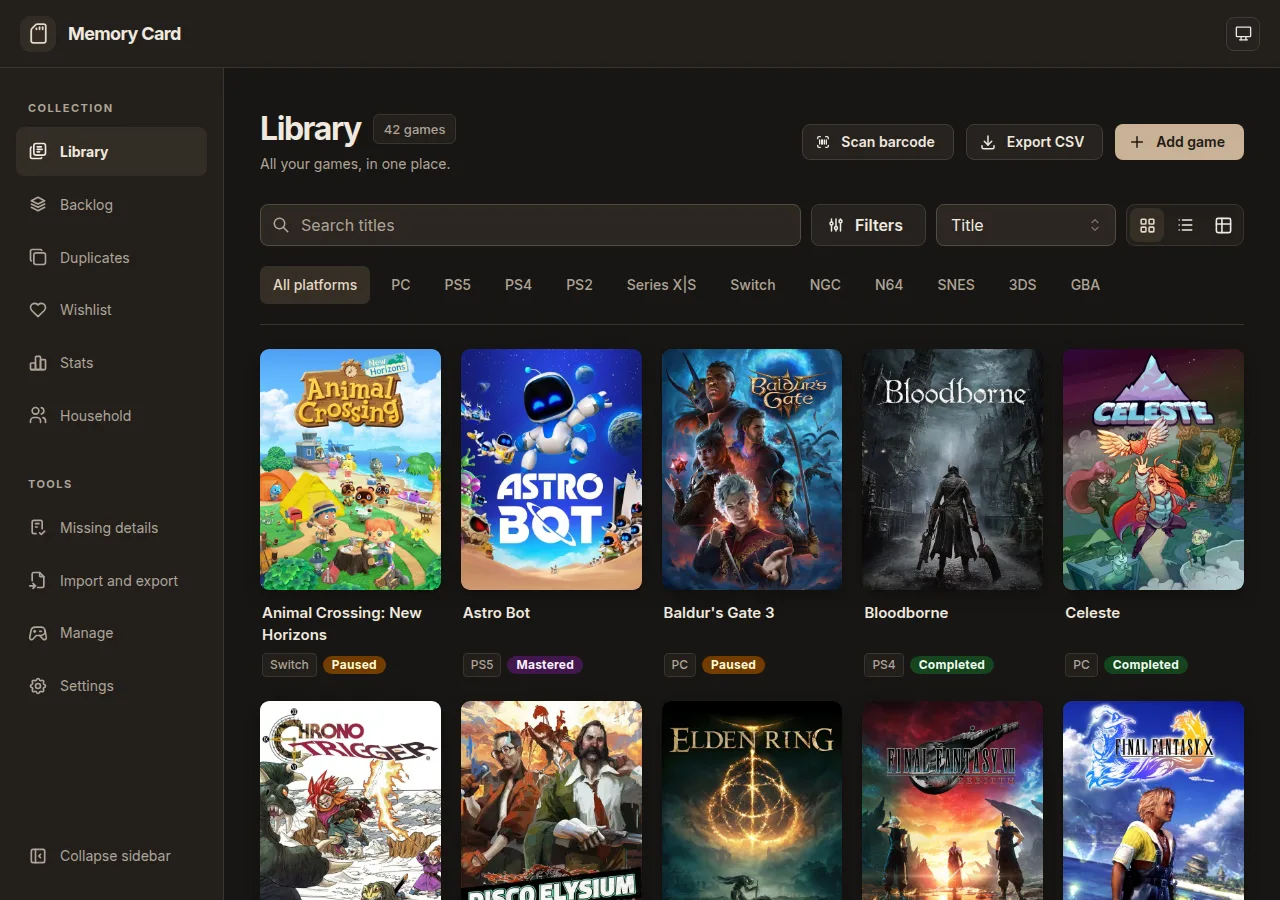 Memory Card
COLLECTION
Library
Backlog
Duplicates
Wishlist
Stats
Household
TOOLS
Missing details
Import and export
Manage
Settings
Collapse sidebar
Library
42 games
All your games, in one place.
Scan barcode
Export CSV
Add game
Search titles
Filters
Title
All platforms
PC
PS5
PS4
PS2
Series X|S
Switch
NGC
N64
SNES
3DS
GBA
New
Horizons
Animal
Crossing
ASTRO
BOT
Baldur's
Gate
Bloodborne
CELESTE
Animal Crossing: New
Horizons
Switch
Paused
Astro Bot
PS5
Mastered
Baldur's Gate 3
PC
Paused
Bloodborne
PS4
Completed
Celeste
PC
Completed
CHRONO
TRIGGER
DISCO ELYSIUM
ELDEN RING
FINAL FANTASY VII
REBIRTH
FINAL FANTASY X